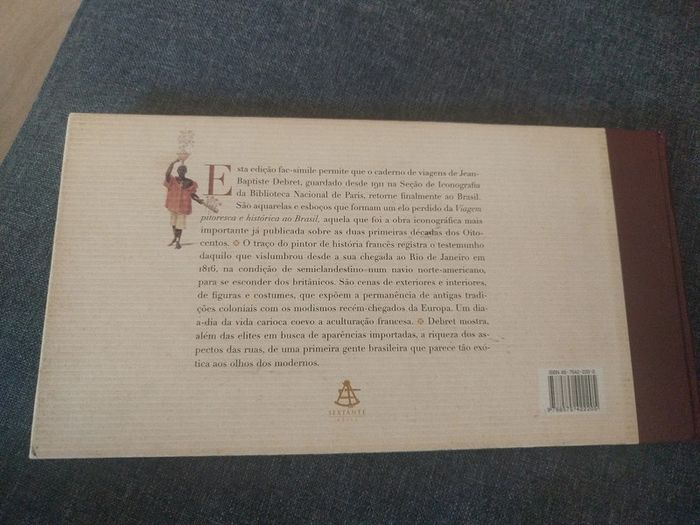 Esta edição fac-símile permite que o caderno de viagens de Jean-
Baptiste Debret, guardado desde 1911 na Seção de Iconografia
da Biblioteca Nacional de Paris, retorne finalmente ao Brasil.
São aquarelas e esboços que formam um elo perdido da Viagem
pitoresca e histórica ao Brasil, aquela que foi a obra iconográfica mais
importante já publicada sobre as duas primeiras décadas dos Oito-
centos. O traço do pintor de história francês registra o testemunho
daquilo que vislumbrou desde a sua chegada ao Rio de Janeiro em
1816, na condição de semiclandestino num navio norte-americano,
para se esconder dos britânicos. São cenas de exteriores e interiores,
de figuras e costumes, que expõem a permanência de antigas tradi-
ções coloniais com os modismos recém-chegados da Europa. Um dia-
a-dia da vida carioca coevo a aculturação francesa. Debret mostra,
além das elites em busca de aparências importadas, a riqueza dos as-
pectos das ruas, de uma primeira gente brasileira que parece tão exó-
tica aos olhos dos modernos.
SEXTANTE
ISBN